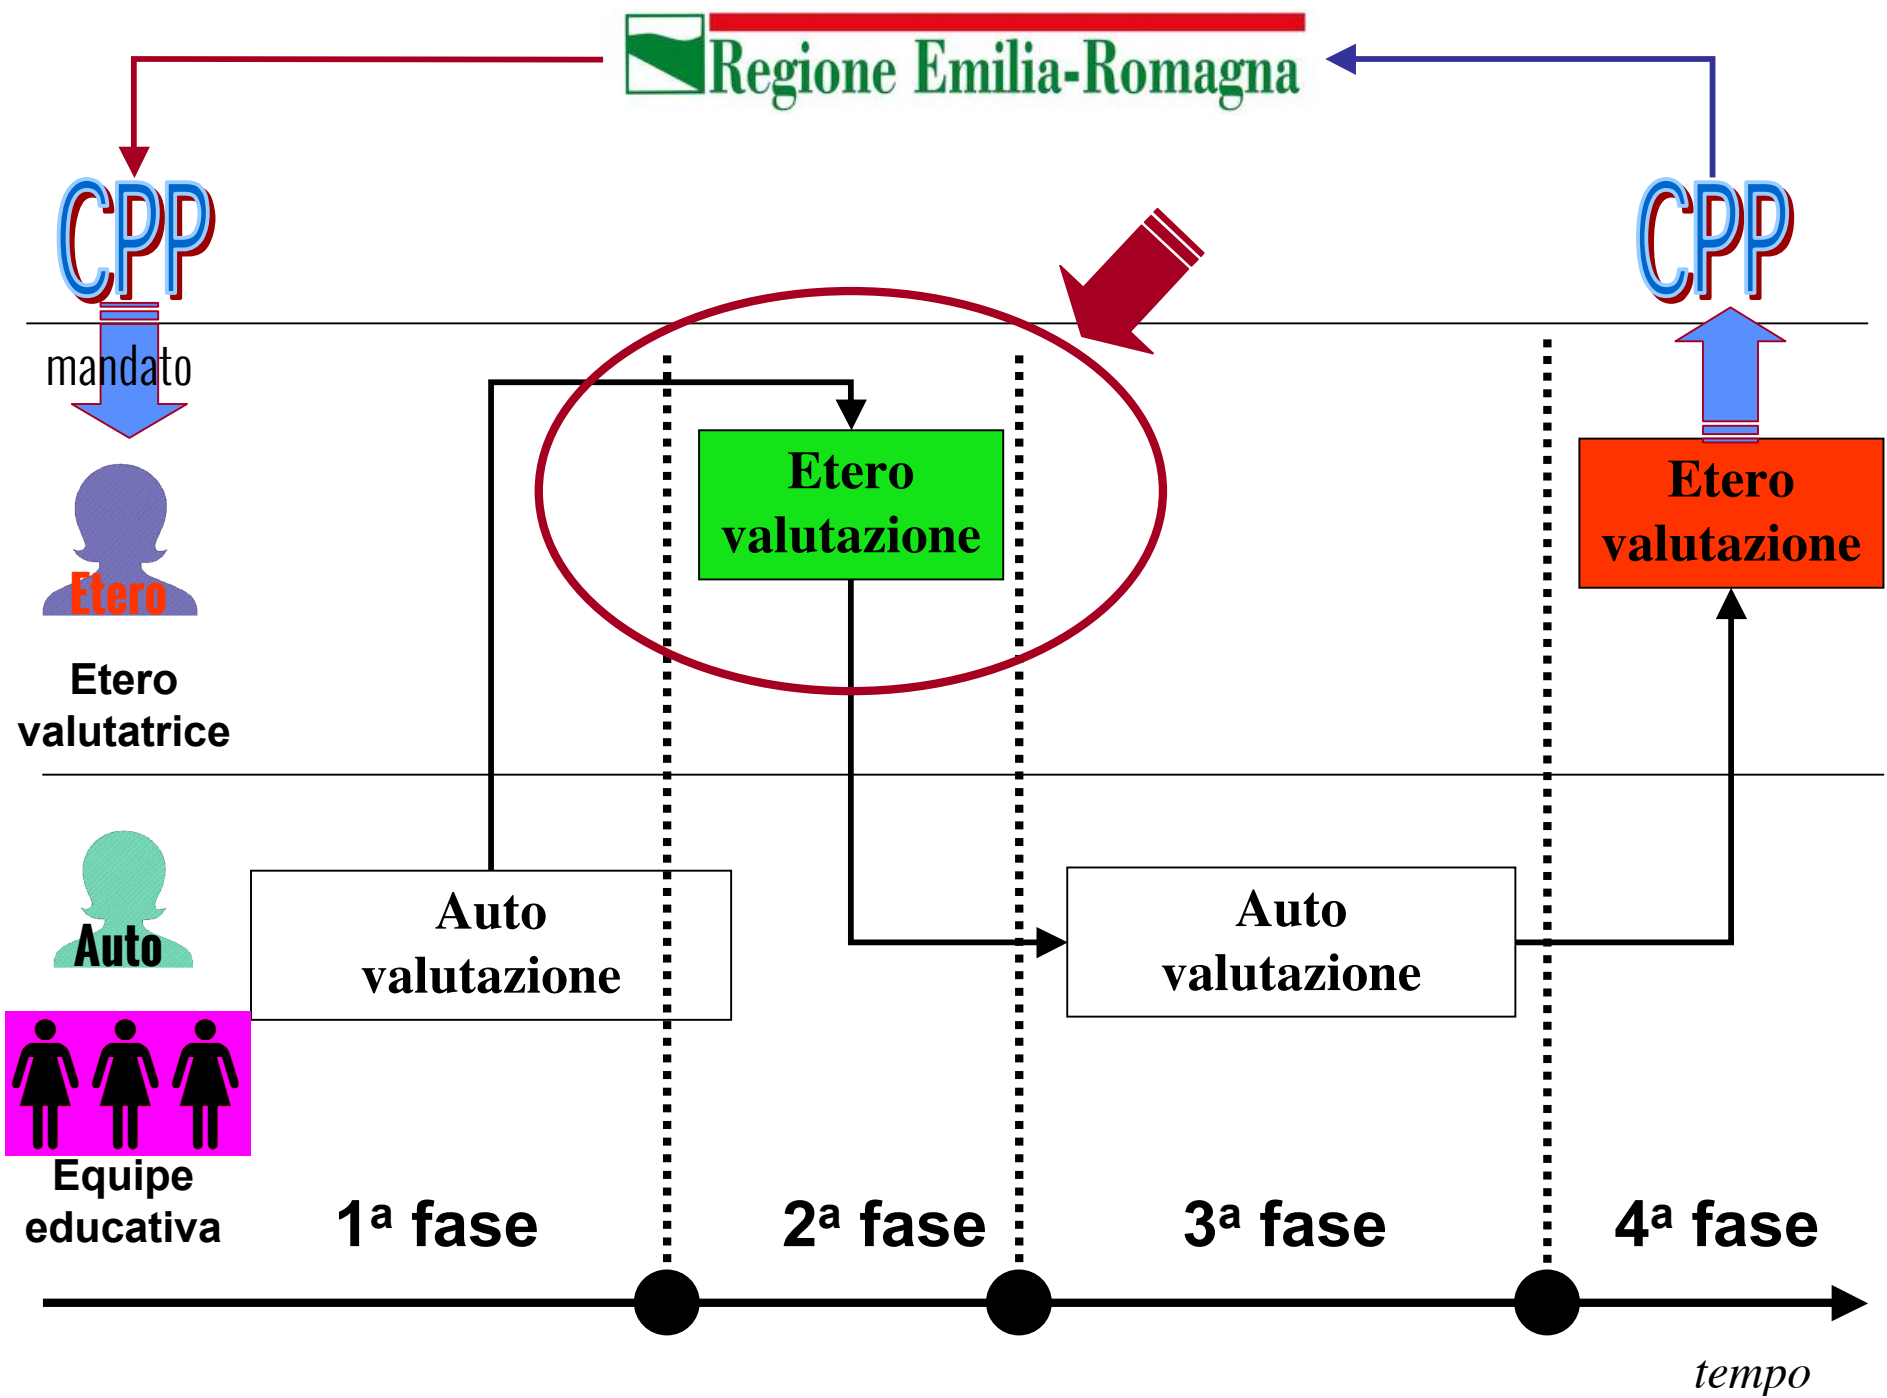 Regione Emilia-Romagna
CPP
CPP
mandato
Etero
valutazione
Etero
valutazione
Etero
Etero
valutatrice
Auto
valutazione
Auto
valutazione
Auto
Equipe
educativa
1ª fase
2ª fase
3ª fase
4ª fase
tempo